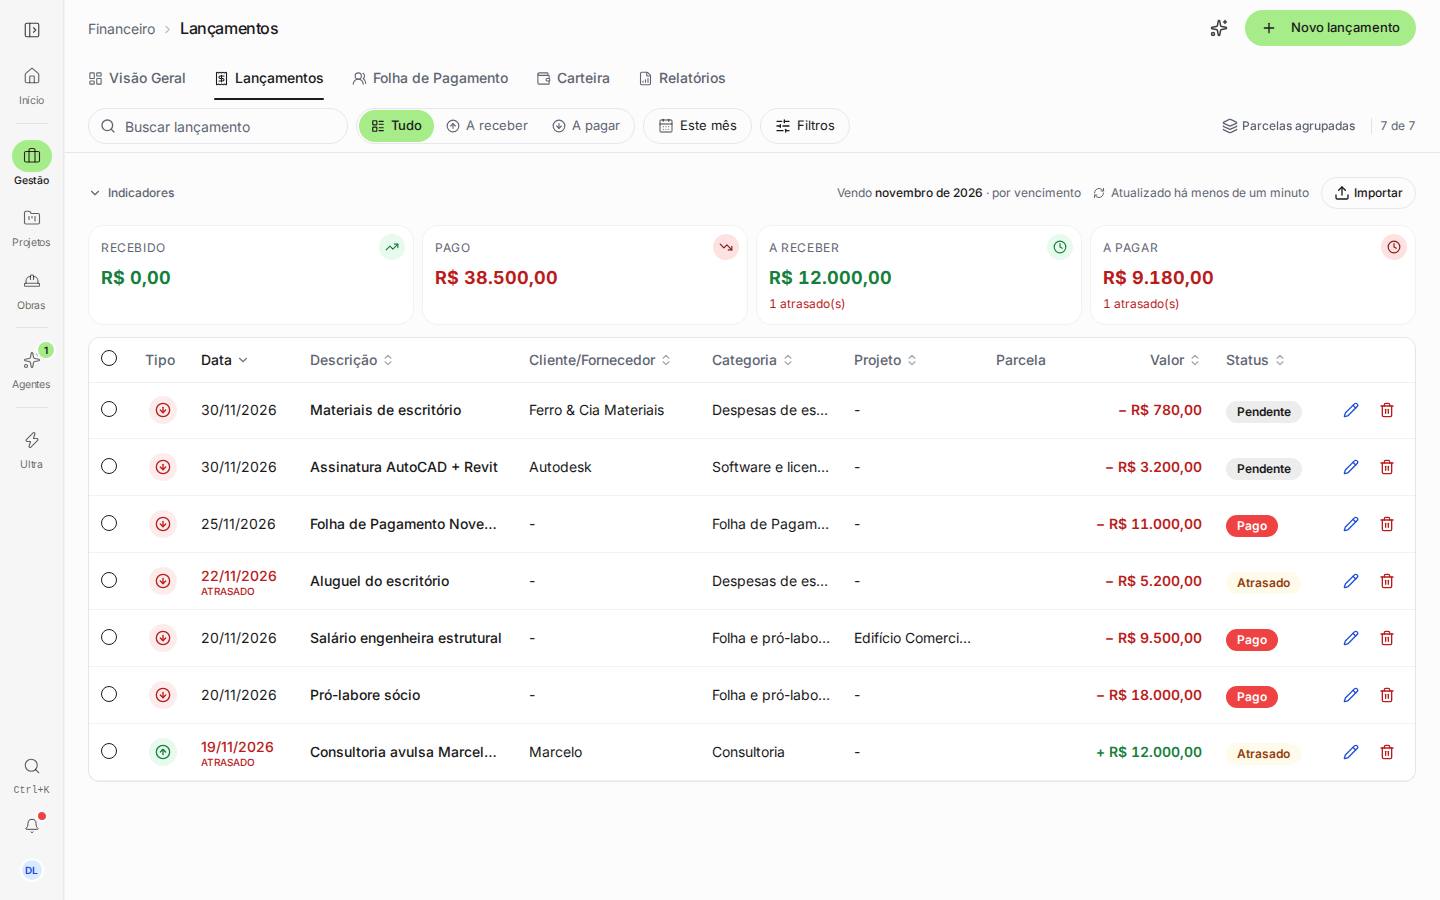 Financeiro > Lançamentos
Novo lançamento
Início
Gestão
Projetos
Obras
1
Agentes
Ultra
Ctrl+K
DL
Visão Geral Lançamentos Folha de Pagamento Carteira Relatórios
Buscar lançamento Tudo A receber A pagar Este mês Filtros Parcelas agrupadas 7 de 7
Indicadores Vendo novembro de 2026 · por vencimento Atualizado há menos de um minuto Importar
RECEBIDO
R$ 0,00
PAGO
R$ 38.500,00
A RECEBER
R$ 12.000,00
1 atrasado(s)
A PAGAR
R$ 9.180,00
1 atrasado(s)
Tipo Data Descrição Cliente/Fornecedor Categoria Projeto Parcela Valor Status
30/11/2026 Materiais de escritório Ferro & Cia Materiais Despesas de es... - – R$ 780,00 Pendente
30/11/2026 Assinatura AutoCAD + Revit Autodesk Software e licen... - – R$ 3.200,00 Pendente
25/11/2026 Folha de Pagamento Nove... - Folha de Pagam... - – R$ 11.000,00 Pago
22/11/2026 Aluguel do escritório - Despesas de es... - – R$ 5.200,00 Atrasado
ATRASADO
20/11/2026 Salário engenheira estrutural - Folha e pró-labo... Edifício Comerci... – R$ 9.500,00 Pago
20/11/2026 Pró-labore sócio - Folha e pró-labo... - – R$ 18.000,00 Pago
19/11/2026 Consultoria avulsa Marcel... Marcelo Consultoria - + R$ 12.000,00 Atrasado
ATRASADO